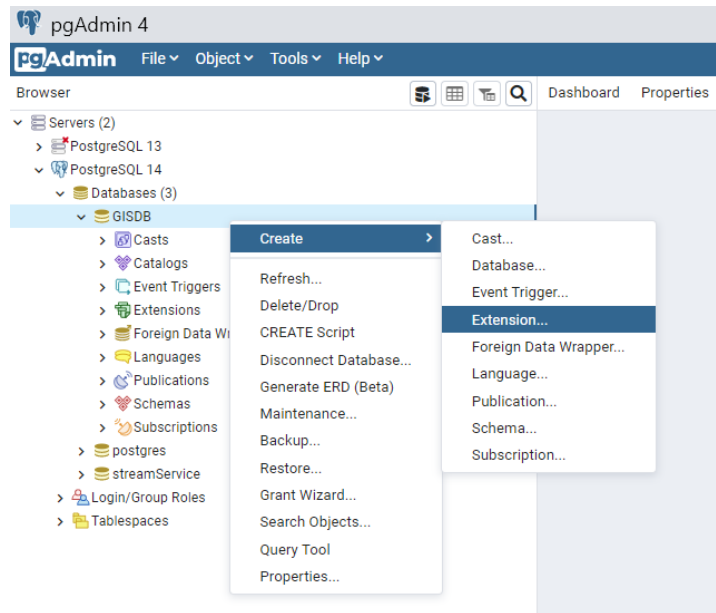 pgAdmin 4
pgAdmin File Object Tools Help
Browser Dashboard Properties
Servers (2)
PostgreSQL 13
PostgreSQL 14
Databases (3)
GISDB
Casts
Catalogs
Event Triggers
Extensions
Foreign Data Wr
Languages
Publications
Schemas
Subscriptions
postgres
streamService
Login/Group Roles
Tablespaces
Create
Refresh...
Delete/Drop
CREATE Script
Disconnect Database...
Generate ERD (Beta)
Maintenance...
Backup...
Restore...
Grant Wizard...
Search Objects...
Query Tool
Properties...
Cast...
Database...
Event Trigger...
Extension...
Foreign Data Wrapper...
Language...
Publication...
Schema...
Subscription...